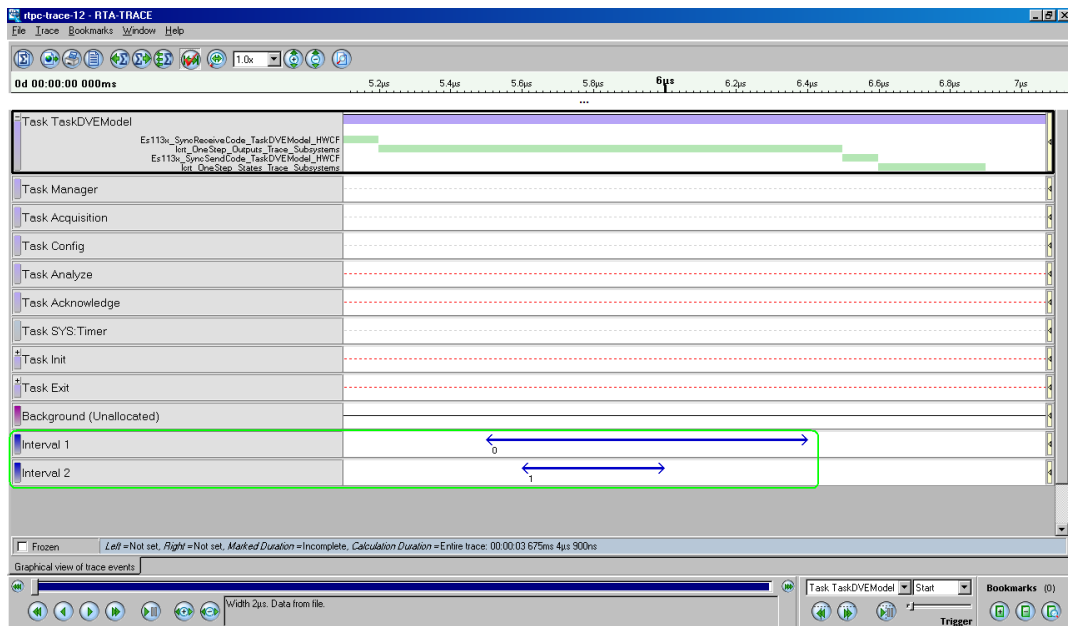 rtpc-trace-12 - RTA-TRACE
File Trace Bookmarks Window Help
1.0x
0d 00:00:00 000ms
5.2µs 5.4µs 5.6µs 5.8µs 6µs 6.2µs 6.4µs 6.6µs 6.8µs 7µs
...
Task TaskDVEModel
Es113x_SyncReceiveCode_TaskDVEModel_HWCF
Icrt_OneStep_Outputs_Trace_Subsystems
Es113x_SyncSendCode_TaskDVEModel_HWCF
Icrt_OneStep_States_Trace_Subsystems
Task Manager
Task Acquisition
Task Config
Task Analyze
Task Acknowledge
Task SYS:Timer
Task Init
Task Exit
Background (Unallocated)
Interval 1
0
Interval 2
1
Frozen Left =Not set, Right =Not set, Marked Duration =Incomplete, Calculation Duration =Entire trace: 00:00:03 675ms 4µs 900ns
Graphical view of trace events
Task TaskDVEModel Start Bookmarks (0)
Width 2µs. Data from file.
Trigger